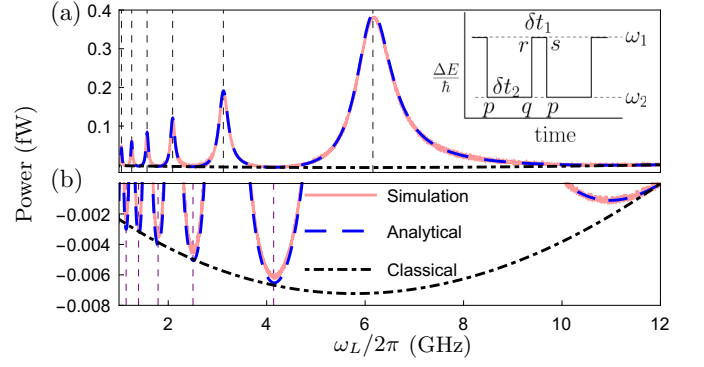 (a)
0.4
0.3
0.2
0.1
Power (fW)
δt₁
r s
ω₁
ΔE/ħ
δt₂
ω₂
p q p
time
(b)
−0.002
−0.004
−0.006
−0.008
Simulation
Analytical
Classical
2 4 6 8 10 12
ω_L/2π (GHz)